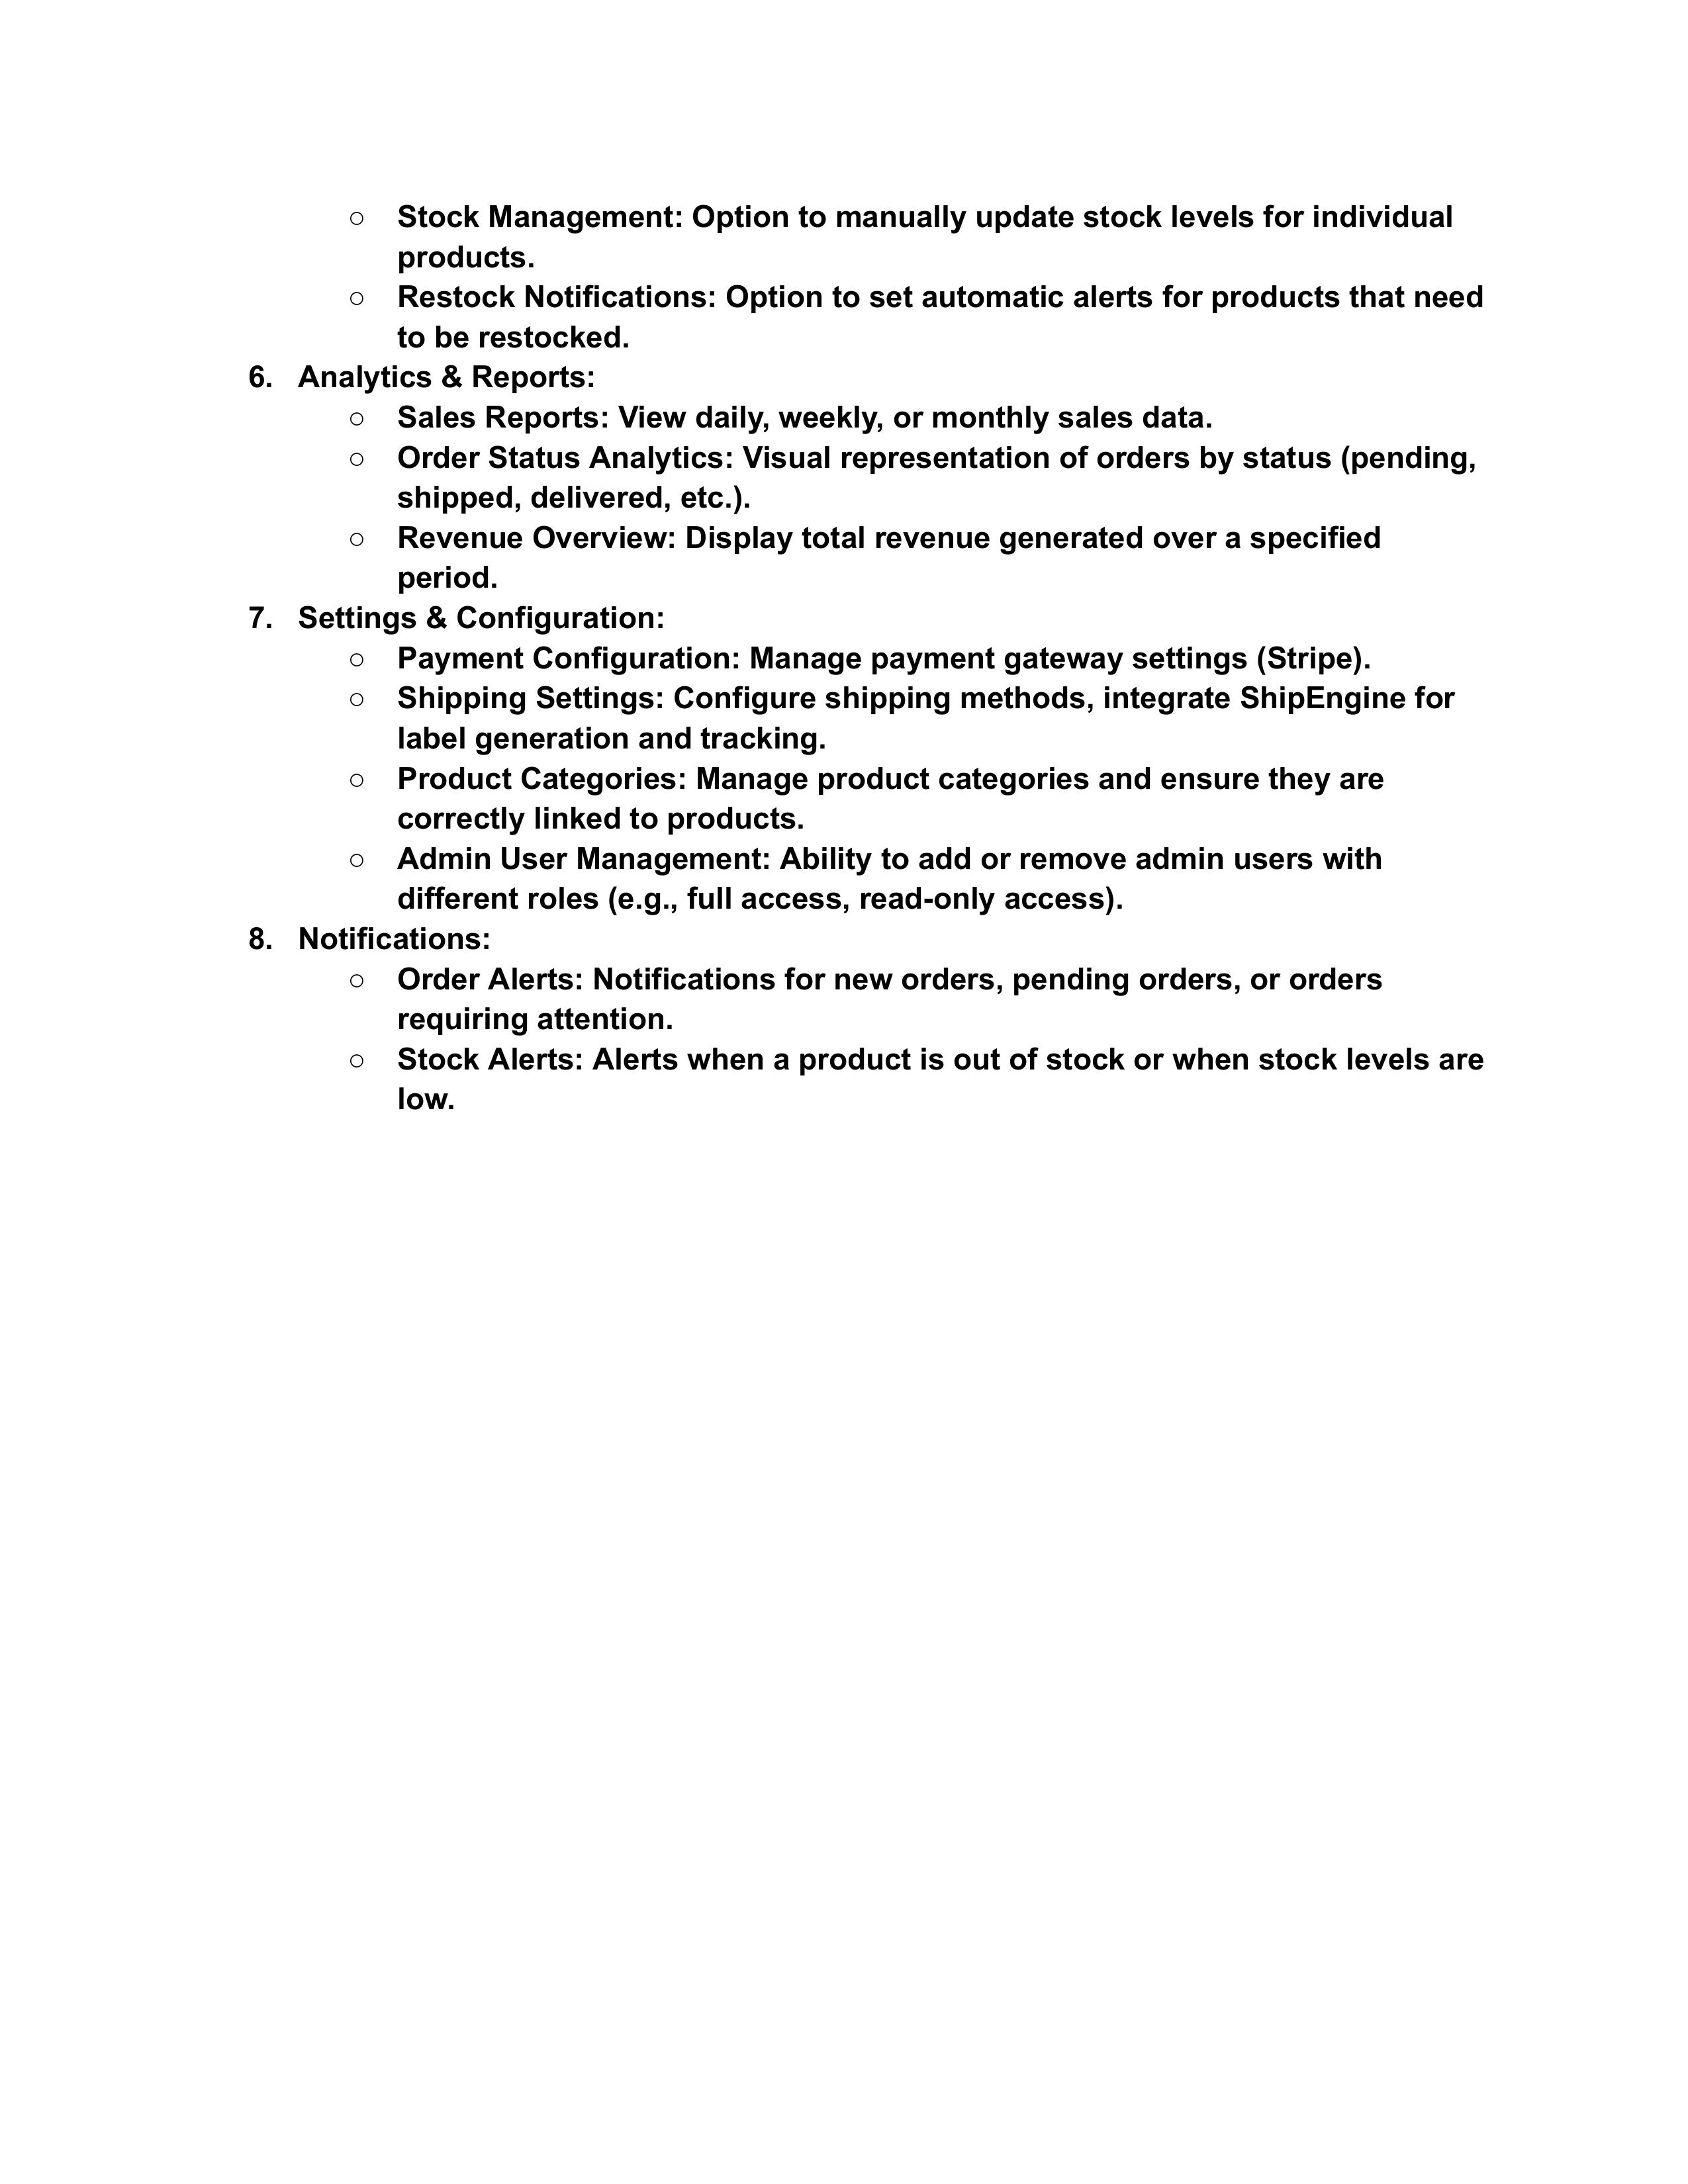 ○ Stock Management: Option to manually update stock levels for individual
products.
○ Restock Notifications: Option to set automatic alerts for products that need
to be restocked.
6. Analytics & Reports:
○ Sales Reports: View daily, weekly, or monthly sales data.
○ Order Status Analytics: Visual representation of orders by status (pending,
shipped, delivered, etc.).
○ Revenue Overview: Display total revenue generated over a specified
period.
7. Settings & Configuration:
○ Payment Configuration: Manage payment gateway settings (Stripe).
○ Shipping Settings: Configure shipping methods, integrate ShipEngine for
label generation and tracking.
○ Product Categories: Manage product categories and ensure they are
correctly linked to products.
○ Admin User Management: Ability to add or remove admin users with
different roles (e.g., full access, read-only access).
8. Notifications:
○ Order Alerts: Notifications for new orders, pending orders, or orders
requiring attention.
○ Stock Alerts: Alerts when a product is out of stock or when stock levels are
low.